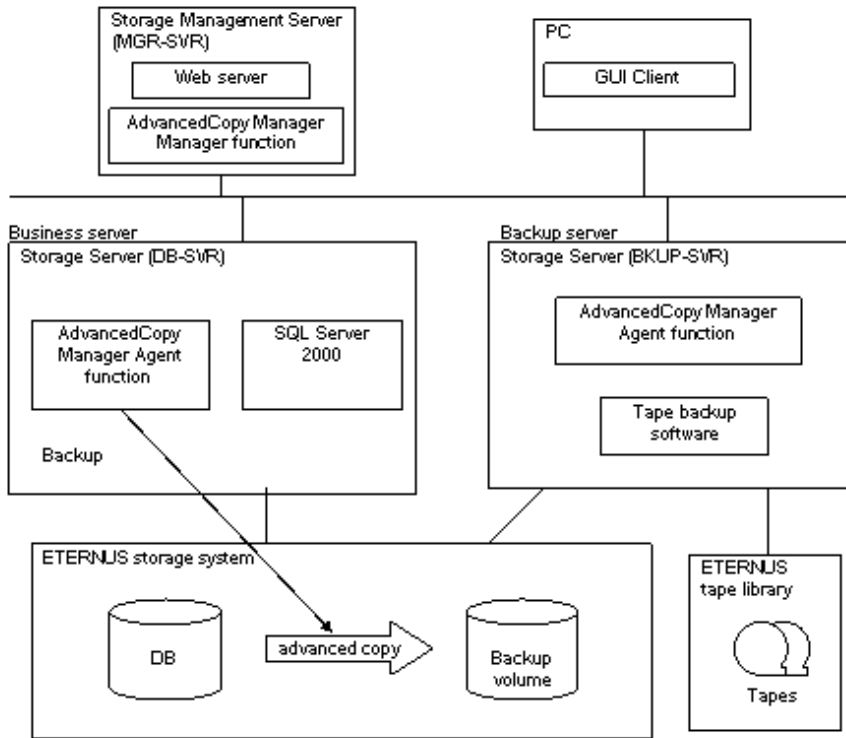 Storage Management Server
(MGR-SVR)
Web server
AdvancedCopy Manager
Manager function
PC
GUI Client
Business server
Storage Server (DB-SVR)
AdvancedCopy
Manager Agent
function
SQL Server
2000
Backup
Backup server
Storage Server (BKUP-SVR)
AdvancedCopy Manager
Agent function
Tape backup
software
ETERNUS storage system
DB
advanced copy
Backup
volume
ETERNUS
tape library
Tapes